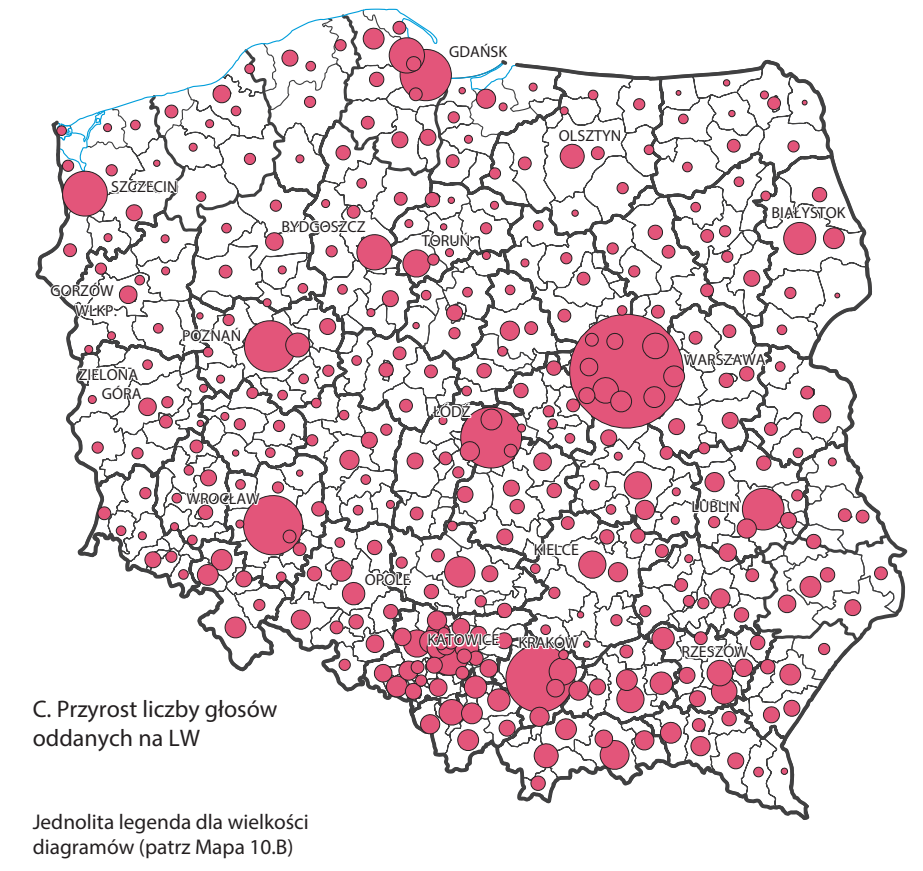 GDAŃSK
OLSZTYN
SZCZECIN
BIAŁYSTOK
BYDGOSZCZ
TORUŃ
GORZÓW
WLKP.
POZNAŃ
WARSZAWA
ZIELONA
GÓRA
ŁÓDŹ
WROCŁAW
LUBLIN
KIELCE
OPOLE
KATOWICE
KRAKÓW
RZESZÓW
C. Przyrost liczby głosów
oddanych na LW
Jednolita legenda dla wielkości
diagramów (patrz Mapa 10.B)